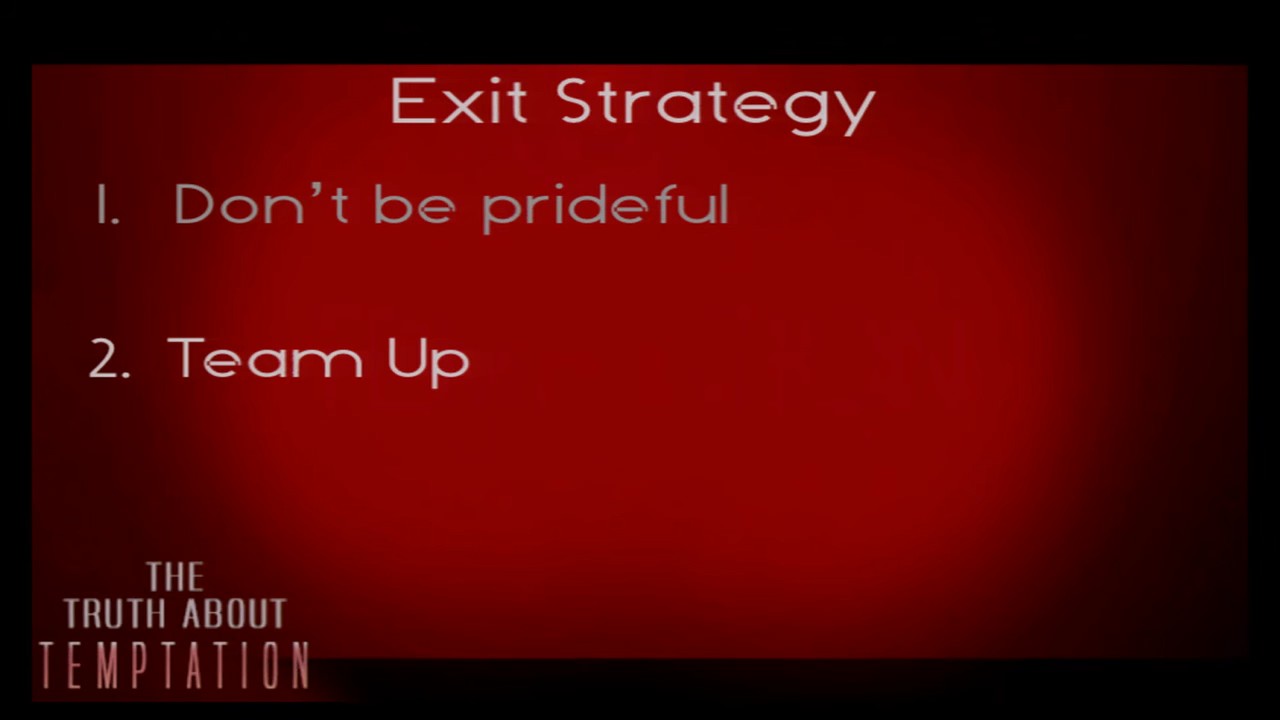 Exit Strategy
1. Don't be prideful
2. Team Up
THE
TRUTH ABOUT
TEMPTATION